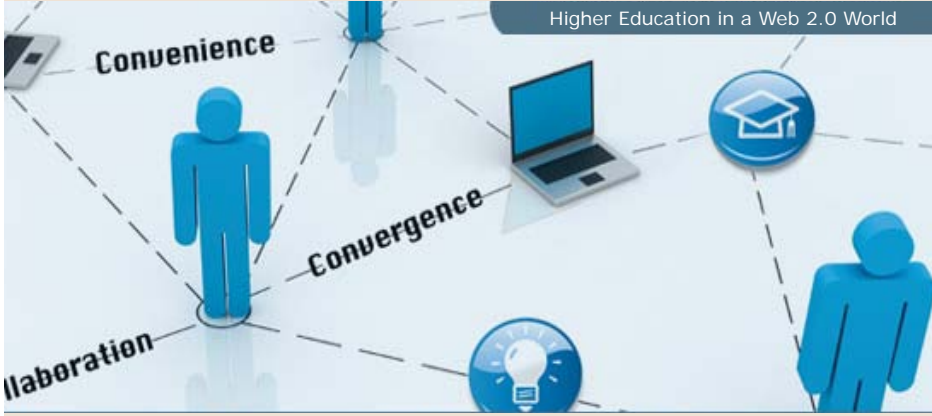 Higher Education in a Web 2.0 World
Convenience
Convergence
llaboration